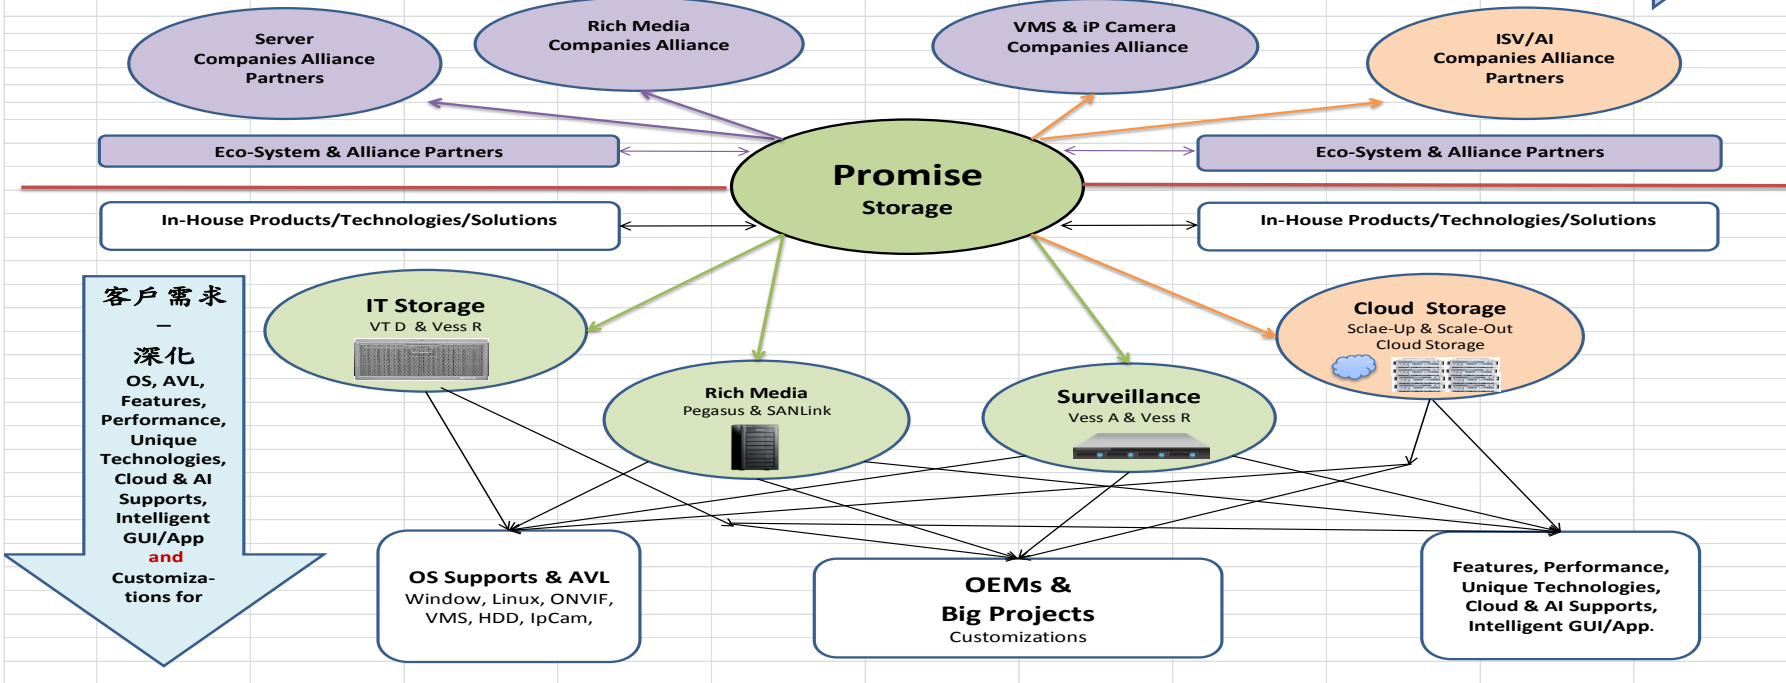 Server
Companies Alliance
Partners
Rich Media
Companies Alliance
VMS & iP Camera
Companies Alliance
ISV/AI
Companies Alliance
Partners
Eco-System & Alliance Partners
Eco-System & Alliance Partners
Promise
Storage
In-House Products/Technologies/Solutions
In-House Products/Technologies/Solutions
客戶需求
–
深化
OS, AVL,
Features,
Performance,
Unique
Technologies,
Cloud & AI
Supports,
Intelligent
GUI/App
and
Customiza-
tions for
IT Storage
VT D & Vess R
Rich Media
Pegasus & SANLink
Surveillance
Vess A & Vess R
Cloud Storage
Sclae-Up & Scale-Out
Cloud Storage
OS Supports & AVL
Window, Linux, ONVIF,
VMS, HDD, IpCam,
OEMs &
Big Projects
Customizations
Features, Performance,
Unique Technologies,
Cloud & AI Supports,
Intelligent GUI/App.